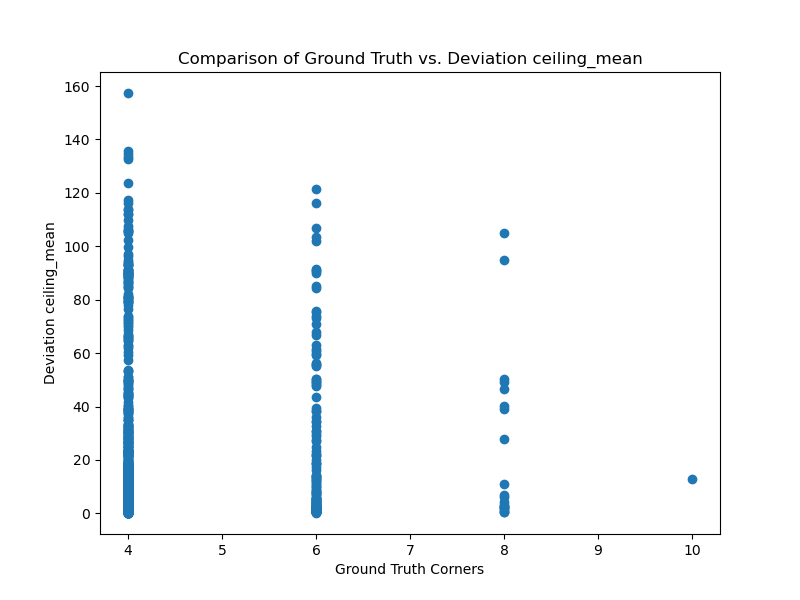 Comparison of Ground Truth vs. Deviation ceiling_mean
160
140
120
100
80
60
40
20
0
Deviation ceiling_mean
4 5 6 7 8 9 10
Ground Truth Corners